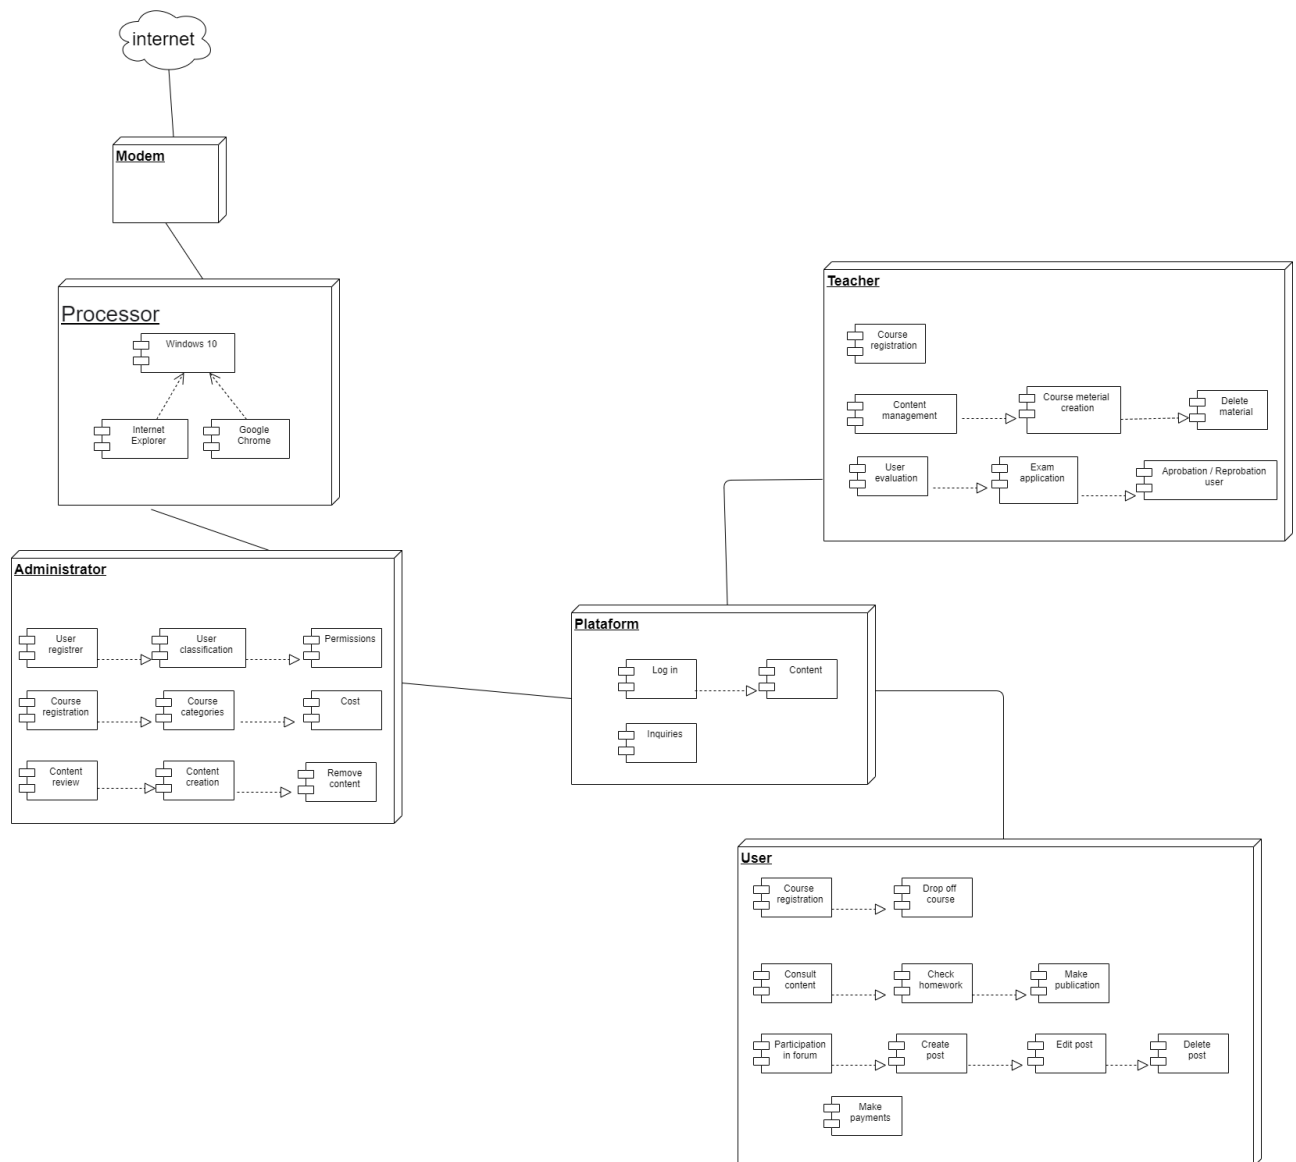 internet
Modem
Processor
Windows 10
Internet
Explorer
Google
Chrome
Teacher
Course
registration
Content
management
Course meterial
creation
Delete
material
User
evaluation
Exam
application
Aprobation / Reprobation
user
Administrator
User
registrer
User
classification
Permissions
Course
registration
Course
categories
Cost
Content
review
Content
creation
Remove
content
Plataform
Log in
Content
Inquiries
User
Course
registration
Drop off
course
Consult
content
Check
homework
Make
publication
Participation
in forum
Create
post
Edit post
Delete
post
Make
payments